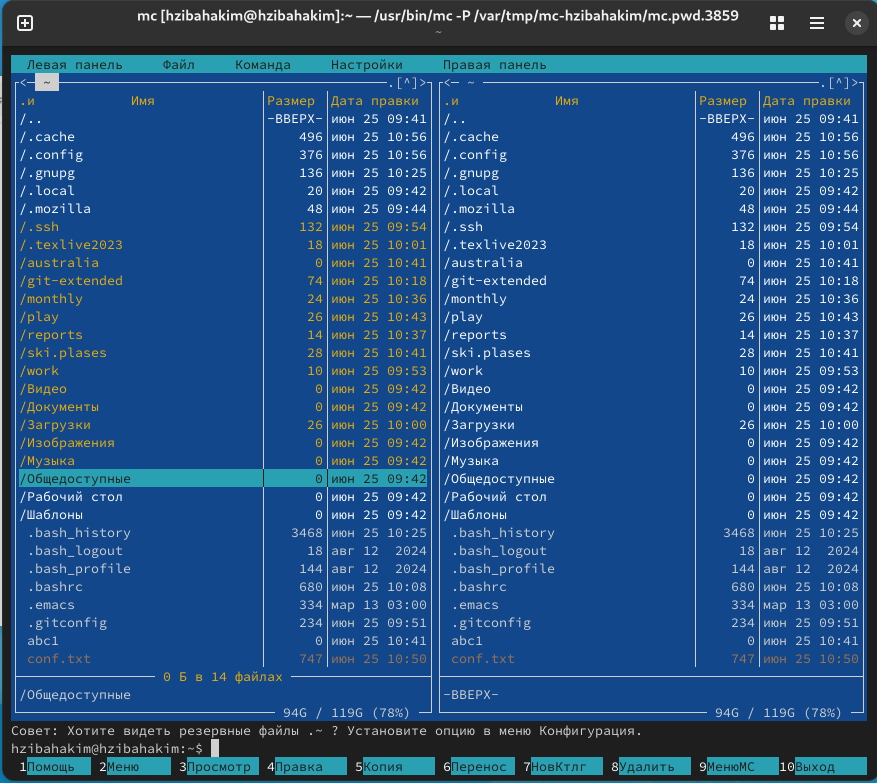 mc [hzibahakim@hzibahakim]:~ — /usr/bin/mc -P /var/tmp/mc-hzibahakim/mc.pwd.3859
~
Левая панель Файл Команда Настройки Правая панель
<— ~ .[^]> <— ~ .[^]>
.и Имя Размер Дата правки .и Имя Размер Дата правки
/.. -ВВЕРХ- июн 25 09:41 /.. -ВВЕРХ- июн 25 09:41
/.cache 496 июн 25 10:56 /.cache 496 июн 25 10:56
/.config 376 июн 25 10:56 /.config 376 июн 25 10:56
/.gnupg 136 июн 25 10:25 /.gnupg 136 июн 25 10:25
/.local 20 июн 25 09:42 /.local 20 июн 25 09:42
/.mozilla 48 июн 25 09:44 /.mozilla 48 июн 25 09:44
/.ssh 132 июн 25 09:54 /.ssh 132 июн 25 09:54
/.texlive2023 18 июн 25 10:01 /.texlive2023 18 июн 25 10:01
/australia 0 июн 25 10:41 /australia 0 июн 25 10:41
/git-extended 74 июн 25 10:18 /git-extended 74 июн 25 10:18
/monthly 24 июн 25 10:36 /monthly 24 июн 25 10:36
/play 26 июн 25 10:43 /play 26 июн 25 10:43
/reports 14 июн 25 10:37 /reports 14 июн 25 10:37
/ski.plases 28 июн 25 10:41 /ski.plases 28 июн 25 10:41
/work 10 июн 25 09:53 /work 10 июн 25 09:53
/Видео 0 июн 25 09:42 /Видео 0 июн 25 09:42
/Документы 0 июн 25 09:42 /Документы 0 июн 25 09:42
/Загрузки 26 июн 25 10:00 /Загрузки 26 июн 25 10:00
/Изображения 0 июн 25 09:42 /Изображения 0 июн 25 09:42
/Музыка 0 июн 25 09:42 /Музыка 0 июн 25 09:42
/Общедоступные 0 июн 25 09:42 /Общедоступные 0 июн 25 09:42
/Рабочий стол 0 июн 25 09:42 /Рабочий стол 0 июн 25 09:42
/Шаблоны 0 июн 25 09:42 /Шаблоны 0 июн 25 09:42
.bash_history 3468 июн 25 10:25 .bash_history 3468 июн 25 10:25
.bash_logout 18 авг 12 2024 .bash_logout 18 авг 12 2024
.bash_profile 144 авг 12 2024 .bash_profile 144 авг 12 2024
.bashrc 680 июн 25 10:08 .bashrc 680 июн 25 10:08
.emacs 334 мар 13 03:00 .emacs 334 мар 13 03:00
.gitconfig 234 июн 25 09:51 .gitconfig 234 июн 25 09:51
abc1 0 июн 25 10:41 abc1 0 июн 25 10:41
conf.txt 747 июн 25 10:50 conf.txt 747 июн 25 10:50
0 Б в 14 файлах
/Общедоступные -ВВЕРХ-
94G / 119G (78%) 94G / 119G (78%)
Совет: Хотите видеть резервные файлы .~ ? Установите опцию в меню Конфигурация.
hzibahakim@hzibahakim:~$
1Помощь 2Меню 3Просмотр 4Правка 5Копия 6Перенос 7НовКтлг 8Удалить 9МенюMC 10Выход